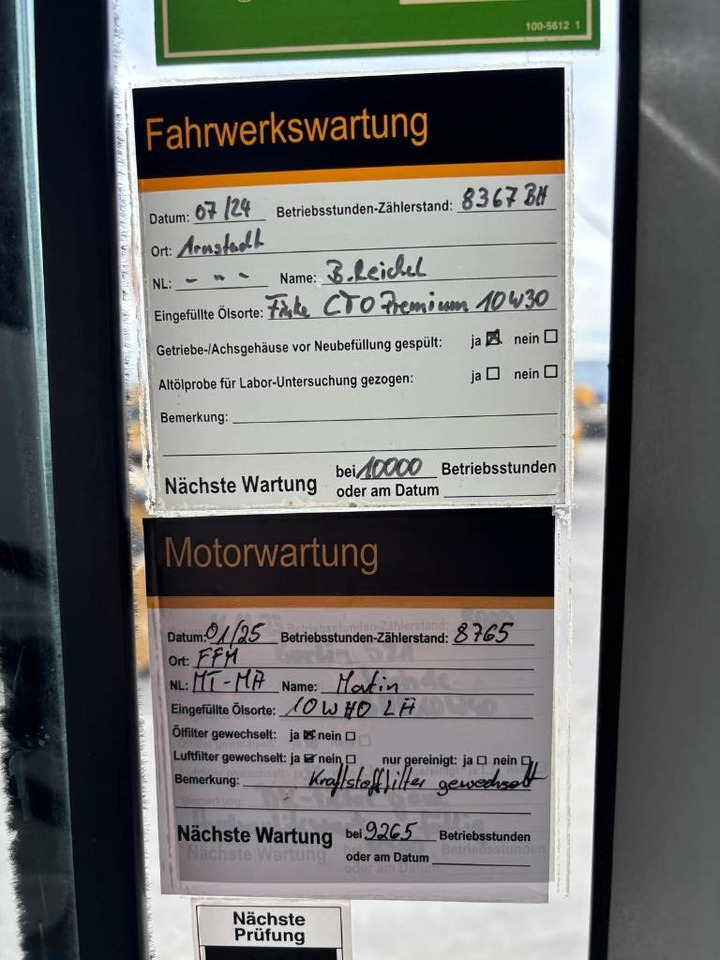 100-5612 1
Fahrwerkswartung
Datum: 07/24 Betriebsstunden-Zählerstand: 8367 BH
Ort: Arnstadt
NL: - " - Name: B. Reichel
Eingefüllte Ölsorte: Finke CTO Premium 10W30
Getriebe-/Achsgehäuse vor Neubefüllung gespült: ja ☒ nein ☐
Altölprobe für Labor-Untersuchung gezogen: ja ☐ nein ☐
Bemerkung:
Nächste Wartung bei 10000 Betriebsstunden
oder am Datum
Motorwartung
Datum: 01/25 Betriebsstunden-Zählerstand: 8765
Ort: FFM
NL: MT-MA Name: Martin
Eingefüllte Ölsorte: 10W40 LA
Ölfilter gewechselt: ja ☒ nein ☐
Luftfilter gewechselt: ja ☒ nein ☐ nur gereinigt: ja ☐ nein ☐
Bemerkung: Kraftstofffilter gewechselt
Nächste Wartung bei 9265 Betriebsstunden
oder am Datum
Nächste
Prüfung